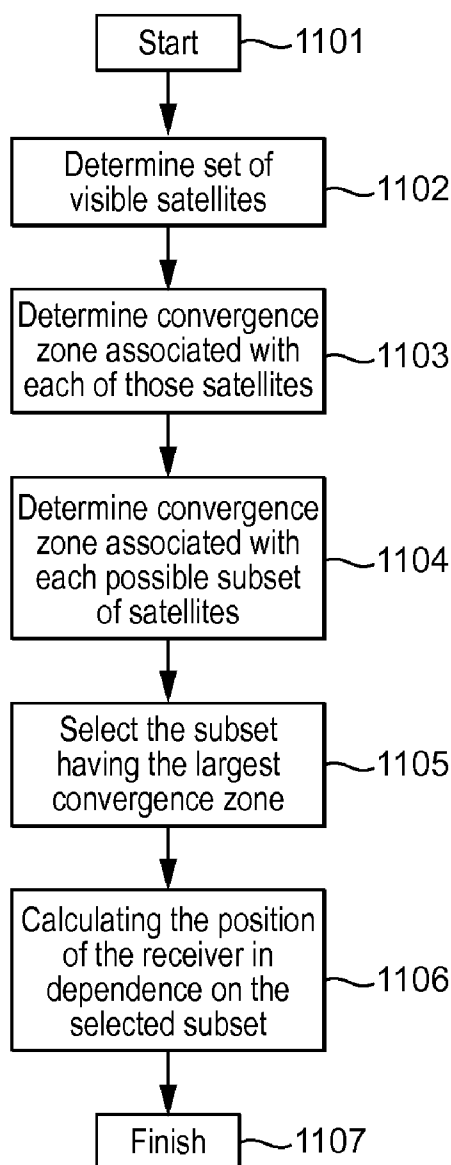 Start
1101
Determine set of
visible satellites
1102
Determine convergence
zone associated with
each of those satellites
1103
Determine convergence
zone associated with
each possible subset
of satellites
1104
Select the subset
having the largest
convergence zone
1105
Calculating the position
of the receiver in
dependence on the
selected subset
1106
Finish
1107